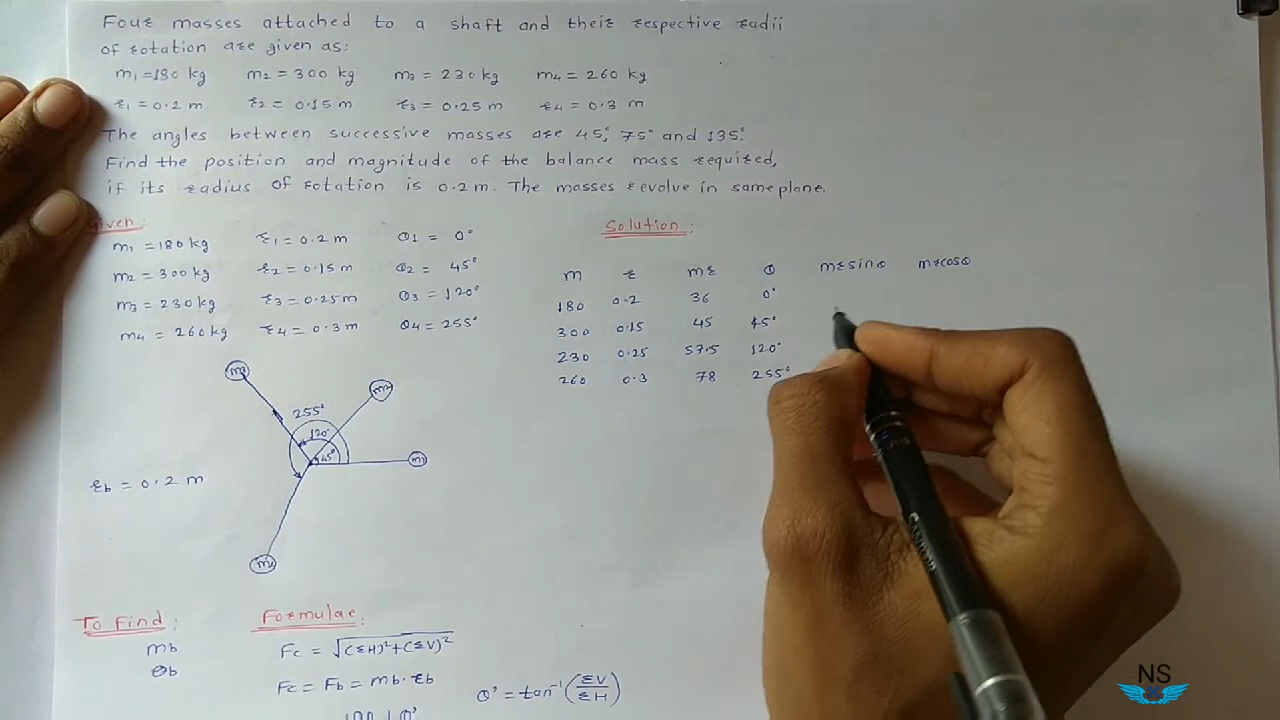 Four masses attached to a shaft and their respective radii
of rotation are given as:
m1 = 180 kg m2 = 300 kg m3 = 230 kg m4 = 260 kg
r1 = 0.2 m r2 = 0.15 m r3 = 0.25 m r4 = 0.3 m
The angles between successive masses are 45°, 75° and 135°.
Find the position and magnitude of the balance mass required,
if its radius of rotation is 0.2 m. The masses revolve in same plane.
Given:
m1 = 180 kg r1 = 0.2 m θ1 = 0°
m2 = 300 kg r2 = 0.15 m θ2 = 45°
m3 = 230 kg r3 = 0.25 m θ3 = 120°
m4 = 260 kg r4 = 0.3 m θ4 = 255°
Solution:
m r mr θ mrsinθ mrcosθ
180 0.2 36 0°
300 0.15 45 45°
230 0.25 57.5 120°
260 0.3 78 255°
m3 m2
255°
120°
45° m1
rb = 0.2 m
m4
To Find: Formulae:
mb Fc = √(ΣH)²+(ΣV)²
θb
Fc = Fb = mb · rb θ' = tan⁻¹(ΣV/ΣH)
NS